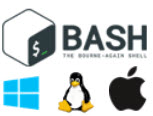 $_
BASH
THE BOURNE-AGAIN SHELL